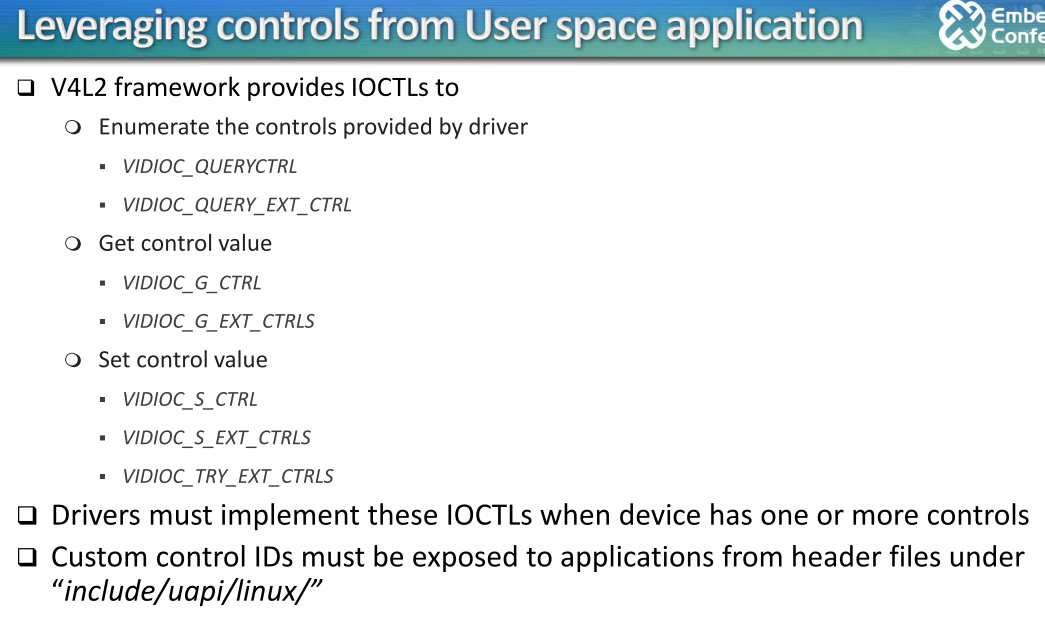 Leveraging controls from User space application
V4L2 framework provides IOCTLs to
Enumerate the controls provided by driver
VIDIOC_QUERYCTRL
VIDIOC_QUERY_EXT_CTRL
Get control value
VIDIOC_G_CTRL
VIDIOC_G_EXT_CTRLS
Set control value
VIDIOC_S_CTRL
VIDIOC_S_EXT_CTRLS
VIDIOC_TRY_EXT_CTRLS
Drivers must implement these IOCTLs when device has one or more controls
Custom control IDs must be exposed to applications from header files under
“include/uapi/linux/”